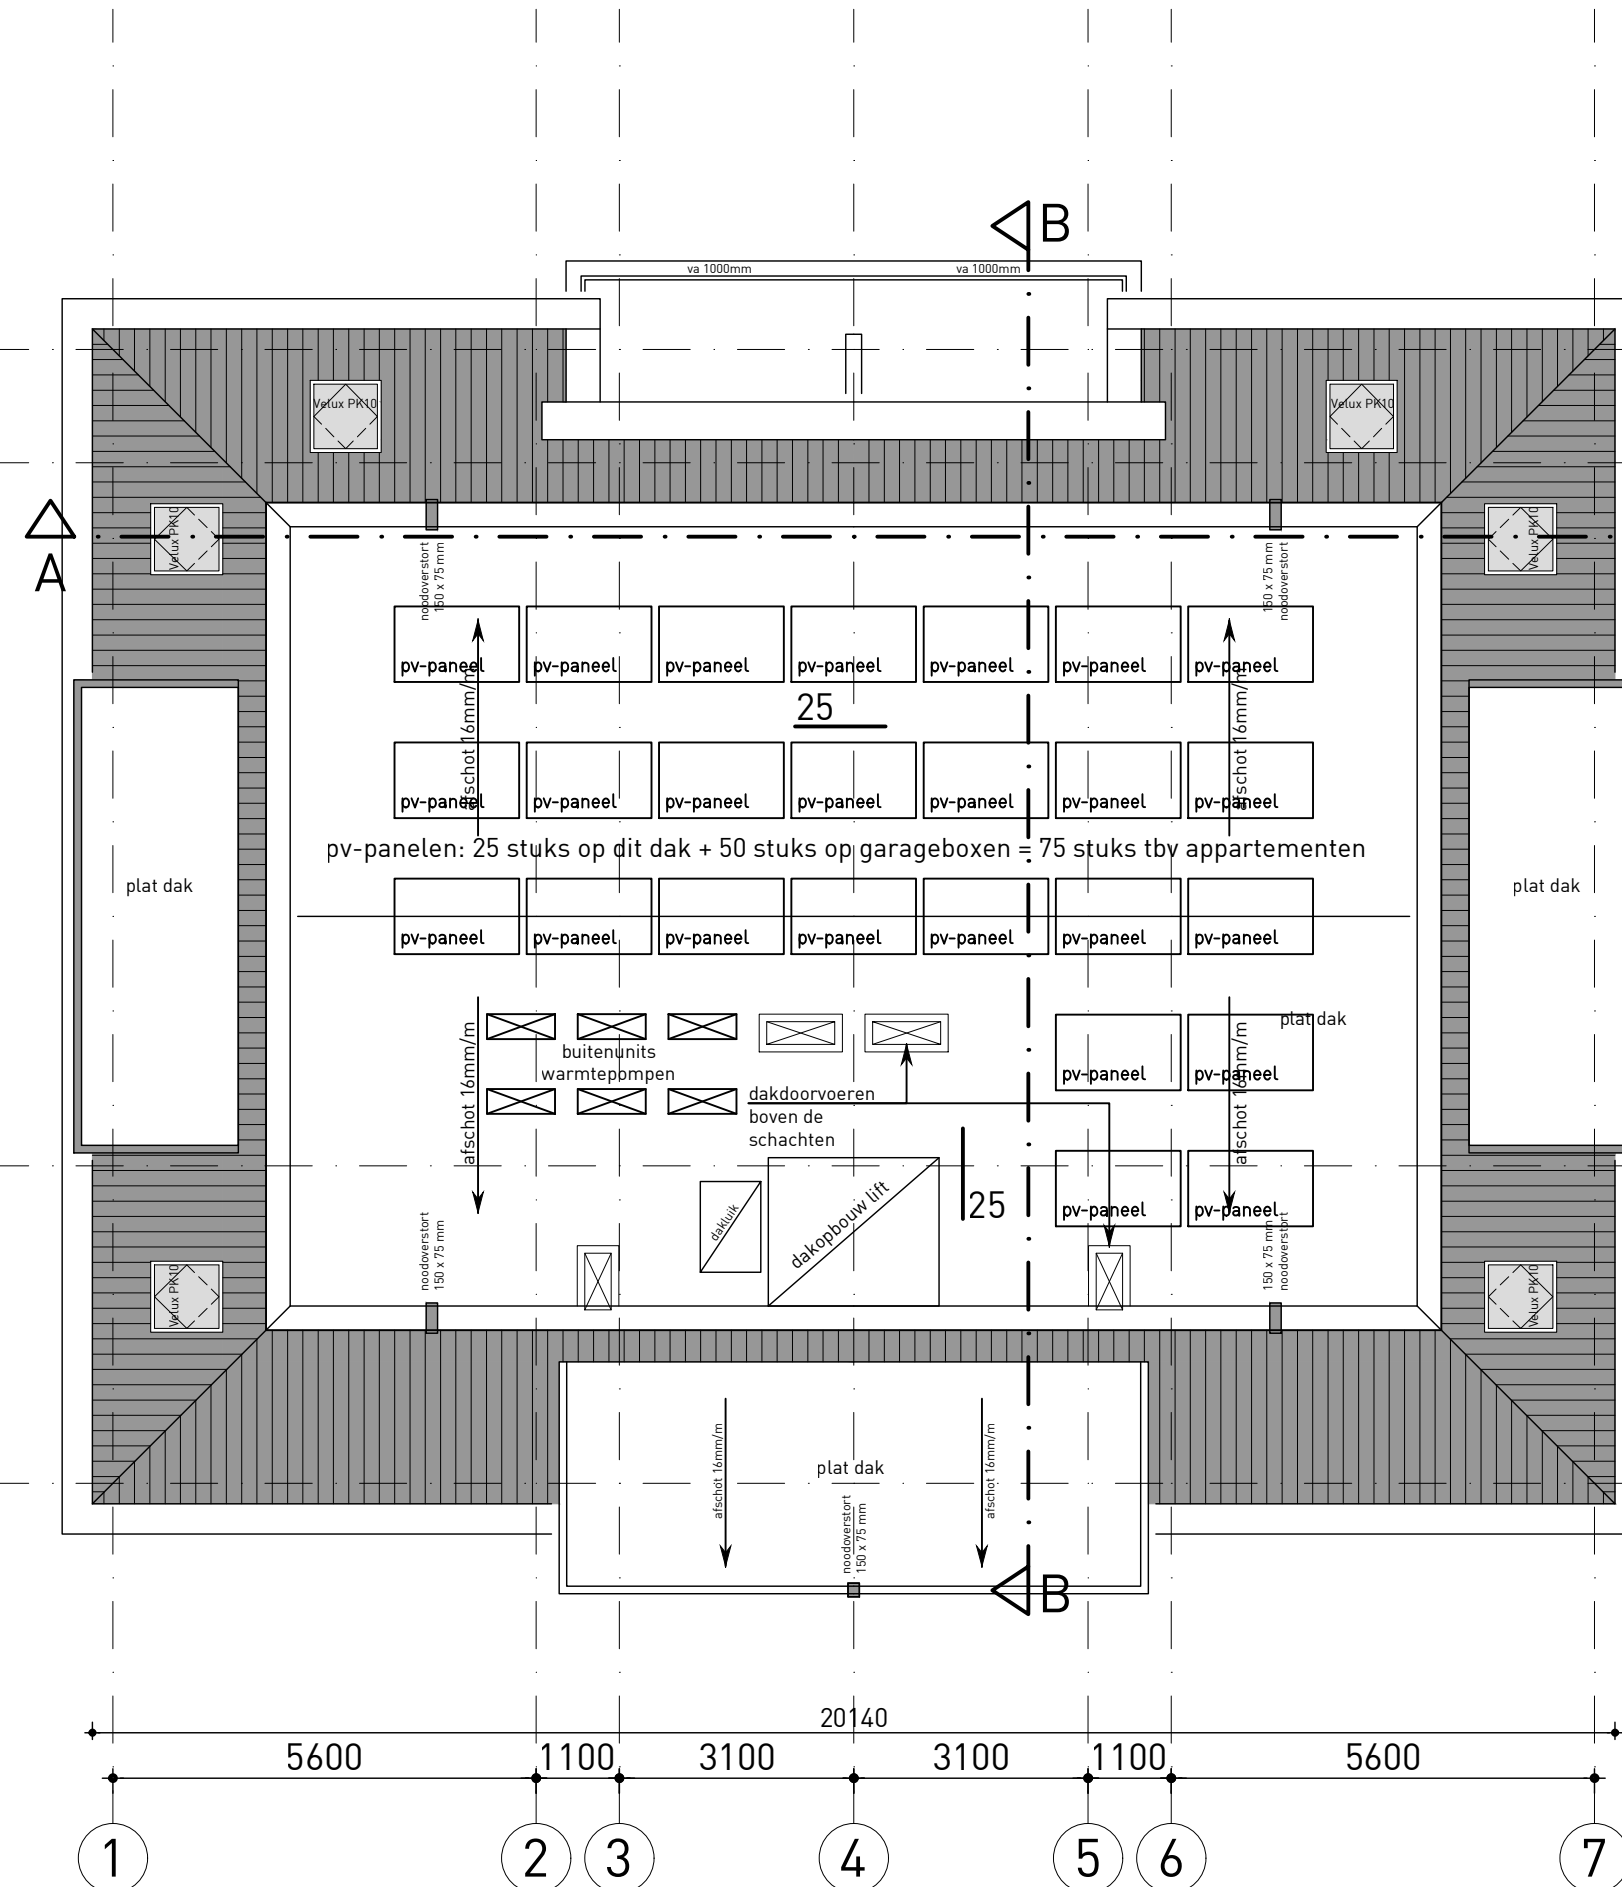 B
va 1000mm va 1000mm
Velux PK10 Velux PK10
Velux PK10 Velux PK10
A
noodoverstort
150 x 75 mm
150 x 75 mm
noodoverstort
pv-paneel pv-paneel pv-paneel pv-paneel pv-paneel pv-paneel pv-paneel
afschot 16mm/m afschot 16mm/m
25
pv-paneel pv-paneel pv-paneel pv-paneel pv-paneel pv-paneel pv-paneel
pv-panelen: 25 stuks op dit dak + 50 stuks op garageboxen = 75 stuks tbv appartementen
plat dak plat dak
pv-paneel pv-paneel pv-paneel pv-paneel pv-paneel pv-paneel pv-paneel
plat dak
buitenunits
warmtepompen
afschot 16mm/m afschot 16mm/m
pv-paneel pv-paneel
dakdoorvoeren
boven de
schachten
25
pv-paneel pv-paneel
dakluik
dakopbouw lift
noodoverstort
150 x 75 mm
150 x 75 mm
noodoverstort
Velux PK10 Velux PK10
afschot 16mm/m afschot 16mm/m
plat dak
noodoverstort
150 x 75 mm
B
20140
5600 1100 3100 3100 1100 5600
1 2 3 4 5 6 7